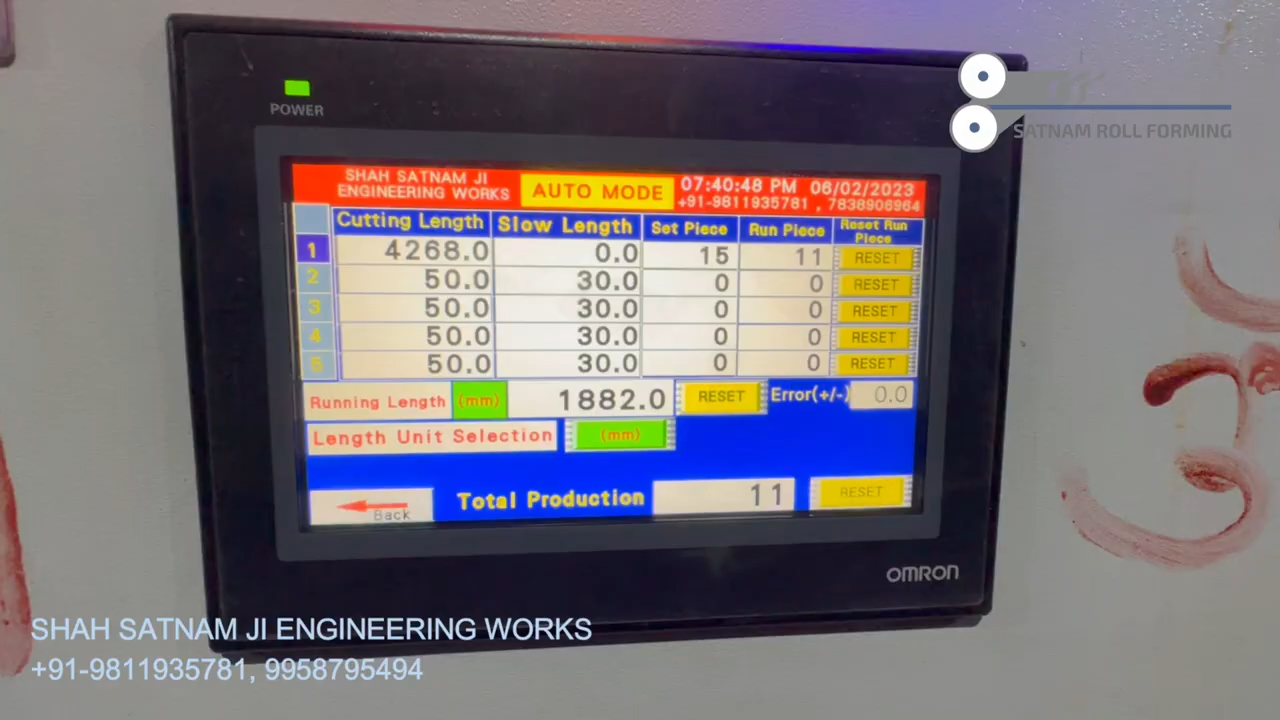 POWER
SATNAM ROLL FORMING
SHAH SATNAM JI
ENGINEERING WORKS
AUTO MODE
07:40:48 PM 06/02/2023
+91-9811935781 , 7838906964
Cutting Length Slow Length Set Piece Run Piece Reset Run Piece
1 4268.0 0.0 15 11 RESET
2 50.0 30.0 0 0 RESET
3 50.0 30.0 0 0 RESET
4 50.0 30.0 0 0 RESET
5 50.0 30.0 0 0 RESET
Running Length (mm) 1882.0 RESET Error(+/-) 0.0
Length Unit Selection (mm)
Back Total Production 11 RESET
OMRON
3
SHAH SATNAM JI ENGINEERING WORKS
+91-9811935781, 9958795494